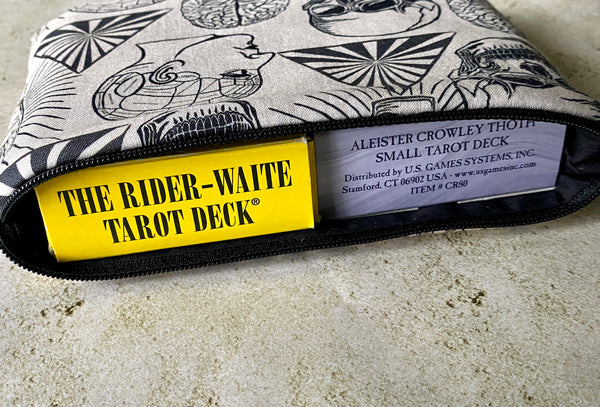 THE RIDER-WAITE
TAROT DECK®
ALEISTER CROWLEY THOTH
SMALL TAROT DECK
Distributed by U.S. GAMES SYSTEMS, INC.
Stamford, CT 06902 USA · www.usgamesinc.com
ITEM # CR80